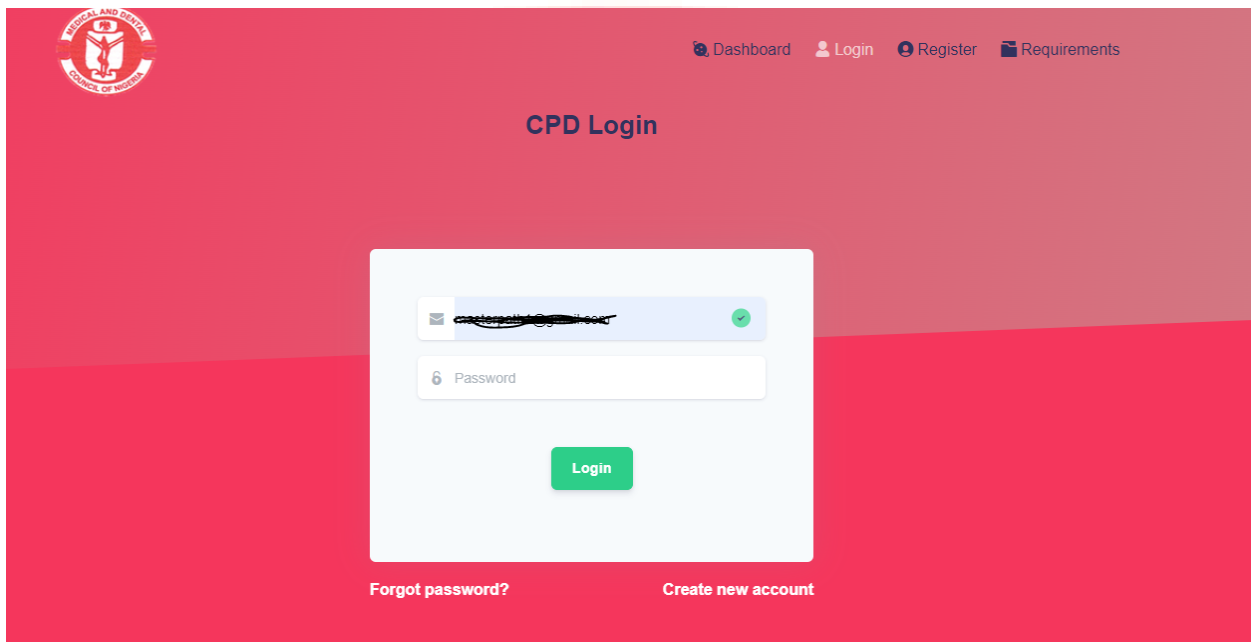 MEDICAL AND DENTAL
COUNCIL OF NIGERIA
Dashboard Login Register Requirements
CPD Login
Password
Login
Forgot password? Create new account